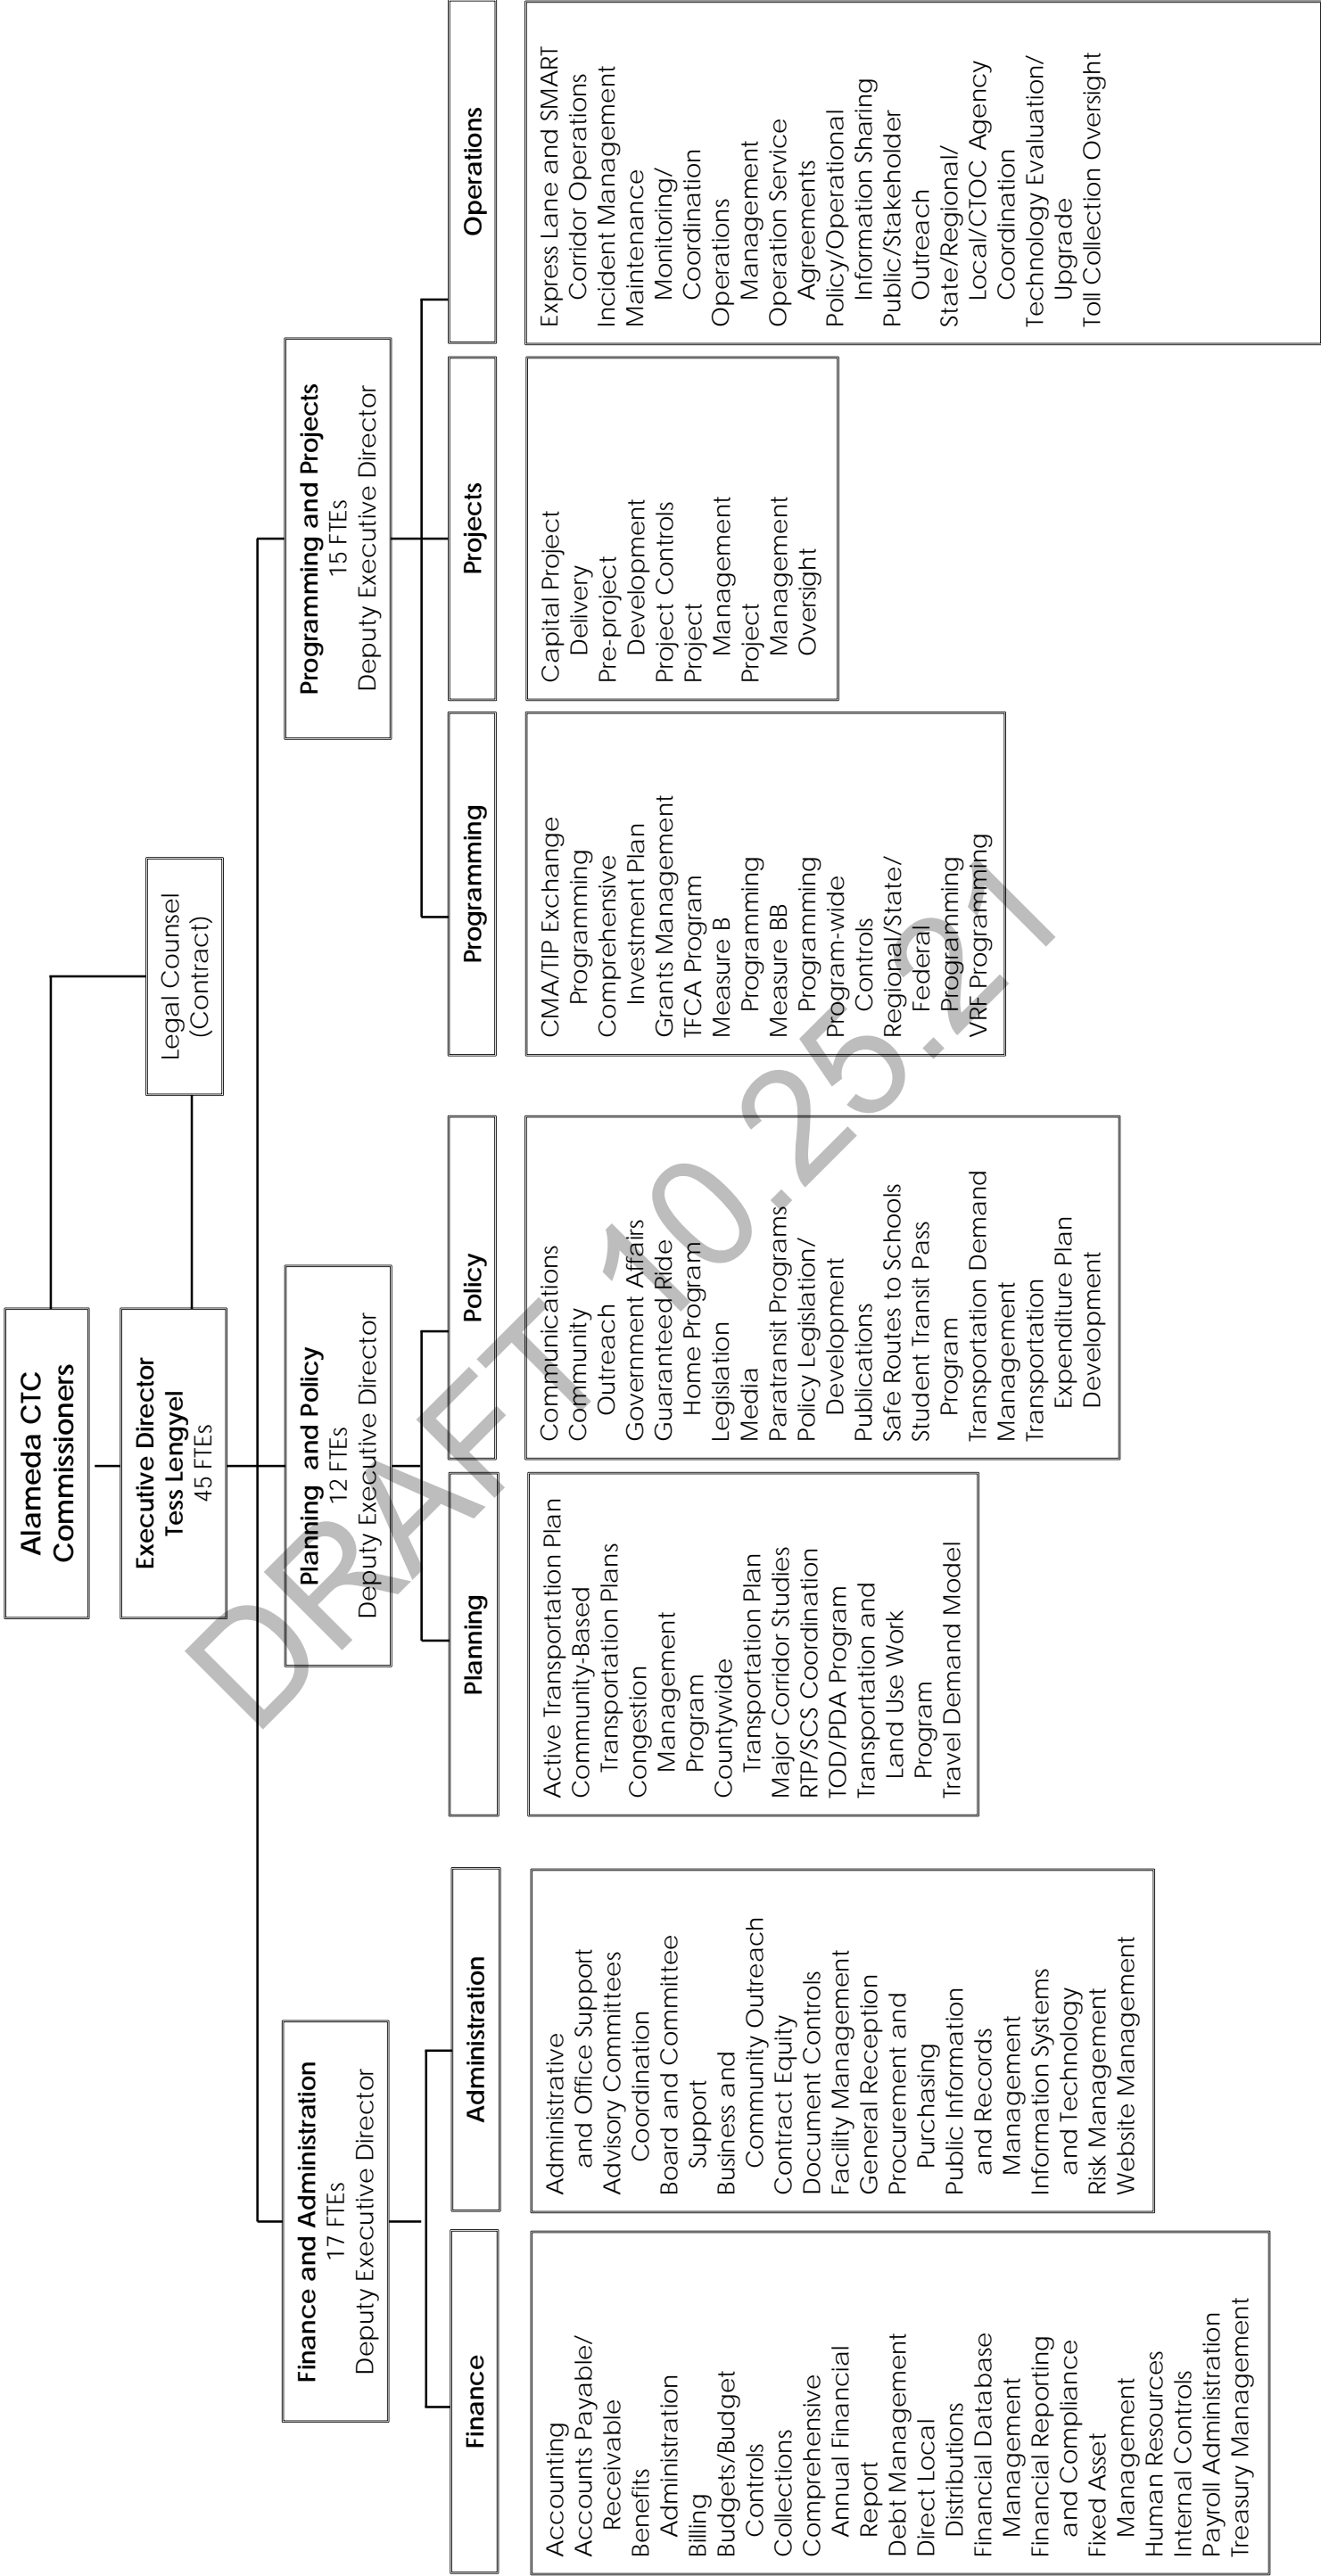 Alameda CTC
Commissioners
Executive Director
Tess Lengyel
45 FTEs
Legal Counsel
(Contract)
Finance and Administration
17 FTEs
Deputy Executive Director
Planning and Policy
12 FTEs
Deputy Executive Director
Programming and Projects
15 FTEs
Deputy Executive Director
Finance
Accounting
Accounts Payable/
Receivable
Benefits
Administration
Billing
Budgets/Budget
Controls
Collections
Comprehensive
Annual Financial
Report
Debt Management
Direct Local
Distributions
Financial Database
Management
Financial Reporting
and Compliance
Fixed Asset
Management
Human Resources
Internal Controls
Payroll Administration
Treasury Management
Administration
Administrative
and Office Support
Advisory Committees
Coordination
Board and Committee
Support
Business and
Community Outreach
Contract Equity
Document Controls
Facility Management
General Reception
Procurement and
Purchasing
Public Information
and Records
Management
Information Systems
and Technology
Risk Management
Website Management
Planning
Active Transportation Plan
Community-Based
Transportation Plans
Congestion
Management
Program
Countywide
Transportation Plan
Major Corridor Studies
RTP/SCS Coordination
TOD/PDA Program
Transportation and
Land Use Work
Program
Travel Demand Model
Policy
Communications
Community
Outreach
Government Affairs
Guaranteed Ride
Home Program
Legislation
Media
Paratransit Programs
Policy Legislation/
Development
Publications
Safe Routes to Schools
Student Transit Pass
Program
Transportation Demand
Management
Transportation
Expenditure Plan
Development
Programming
CMA/TIP Exchange
Programming
Comprehensive
Investment Plan
Grants Management
TFCA Program
Measure B
Programming
Measure BB
Programming
Program-wide
Controls
Regional/State/
Federal
Programming
VRF Programming
Projects
Capital Project
Delivery
Pre-project
Development
Project Controls
Project
Management
Project
Management
Oversight
Operations
Express Lane and SMART
Corridor Operations
Incident Management
Maintenance
Monitoring/
Coordination
Operations
Management
Operation Service
Agreements
Policy/Operational
Information Sharing
Public/Stakeholder
Outreach
State/Regional/
Local/CTOC Agency
Coordination
Technology Evaluation/
Upgrade
Toll Collection Oversight
DRAFT 10.25.21